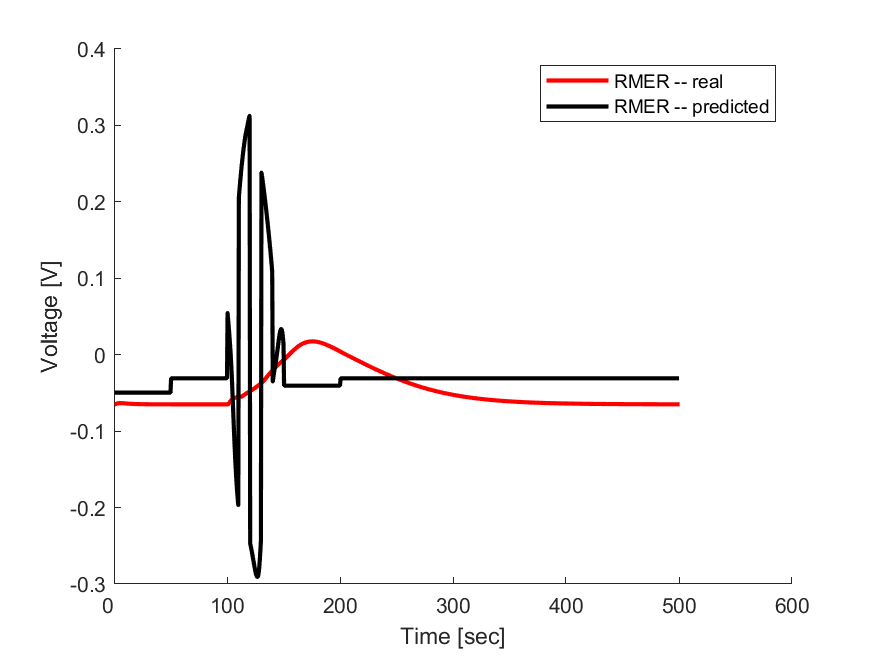 0.4
0.3
0.2
0.1
0
-0.1
-0.2
-0.3
Voltage [V]
RMER -- real
RMER -- predicted
0 100 200 300 400 500 600
Time [sec]